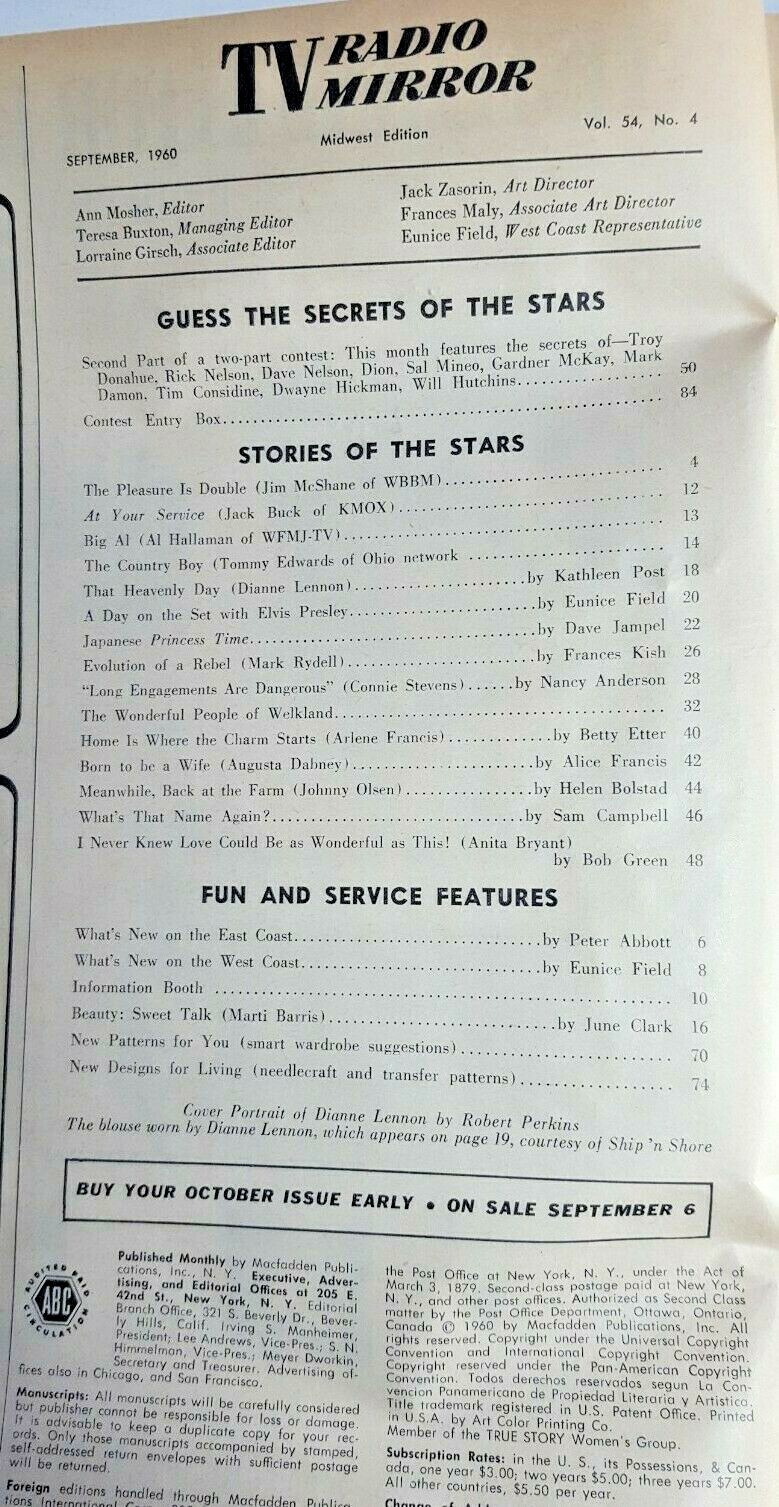 TV RADIO
MIRROR
SEPTEMBER, 1960
Midwest Edition
Vol. 54, No. 4
Ann Mosher, Editor
Teresa Buxton, Managing Editor
Lorraine Girsch, Associate Editor
Jack Zasorin, Art Director
Frances Maly, Associate Art Director
Eunice Field, West Coast Representative
GUESS THE SECRETS OF THE STARS
Second Part of a two-part contest: This month features the secrets of—Troy
Donahue, Rick Nelson, Dave Nelson, Dion, Sal Mineo, Gardner McKay, Mark
Damon, Tim Considine, Dwayne Hickman, Will Hutchins.................. 50
Contest Entry Box.................................................. 84
STORIES OF THE STARS
The Pleasure Is Double (Jim McShane of WBBM).......................... 4
At Your Service (Jack Buck of KMOX)................................ 12
Big Al (Al Hallaman of WFMJ-TV)..................................... 13
The Country Boy (Tommy Edwards of Ohio network ...................... 14
That Heavenly Day (Dianne Lennon)....................by Kathleen Post 18
A Day on the Set with Elvis Presley......................by Eunice Field 20
Japanese Princess Time..................................by Dave Jampel 22
Evolution of a Rebel (Mark Rydell)......................by Frances Kish 26
"Long Engagements Are Dangerous" (Connie Stevens)......by Nancy Anderson 28
The Wonderful People of Welkland....................................... 32
Home Is Where the Charm Starts (Arlene Francis)............by Betty Etter 40
Born to be a Wife (Augusta Dabney).....................by Alice Francis 42
Meanwhile, Back at the Farm (Johnny Olsen)...............by Helen Bolstad 44
What's That Name Again?..............................by Sam Campbell 46
I Never Knew Love Could Be as Wonderful as This! (Anita Bryant)
by Bob Green 48
FUN AND SERVICE FEATURES
What's New on the East Coast.............................by Peter Abbott 6
What's New on the West Coast............................by Eunice Field 8
Information Booth .................................................. 10
Beauty: Sweet Talk (Marti Barris)..........................by June Clark 16
New Patterns for You (smart wardrobe suggestions)......................... 70
New Designs for Living (needlecraft and transfer patterns).................. 74
Cover Portrait of Dianne Lennon by Robert Perkins
The blouse worn by Dianne Lennon, which appears on page 19, courtesy of Ship 'n Shore
BUY YOUR OCTOBER ISSUE EARLY • ON SALE SEPTEMBER 6
AUDITED PAID
ABC
CIRCULATION
Published Monthly by Macfadden Publi-
cations, Inc., N. Y. Executive, Adver-
tising, and Editorial Offices at 205 E.
42nd St., New York, N. Y. Editorial
Branch Office, 321 S. Beverly Dr., Bever-
ly Hills, Calif. Irving S. Manheimer,
President; Lee Andrews, Vice-Pres.; S. N.
Himmelman, Vice-Pres.; Meyer Dworkin,
Secretary and Treasurer. Advertising of-
fices also in Chicago, and San Francisco.
Manuscripts: All manuscripts will be carefully considered
but publisher cannot be responsible for loss or damage.
It is advisable to keep a duplicate copy for your rec-
ords. Only those manuscripts accompanied by stamped,
self-addressed return envelopes with sufficient postage
will be returned.
Foreign editions handled through Macfadden Publica-
tions International
the Post Office at New York, N. Y., under the Act of
March 3, 1879. Second-class postage paid at New York,
N. Y., and other post offices. Authorized as Second Class
matter by the Post Office Department, Ottawa, Ontario,
Canada © 1960 by Macfadden Publications, Inc. All
rights reserved. Copyright under the Universal Copyright
Convention and International Copyright Convention.
Copyright reserved under the Pan-American Copyright
Convention. Todos derechos reservados segun La Con-
vencion Panamericano de Propiedad Literaria y Artistica.
Title trademark registered in U.S. Patent Office. Printed
in U.S.A. by Art Color Printing Co.
Member of the TRUE STORY Women's Group.
Subscription Rates: in the U. S., its Possessions, & Can-
ada, one year $3.00; two years $5.00; three years $7.00.
All other countries, $5.50 per year.